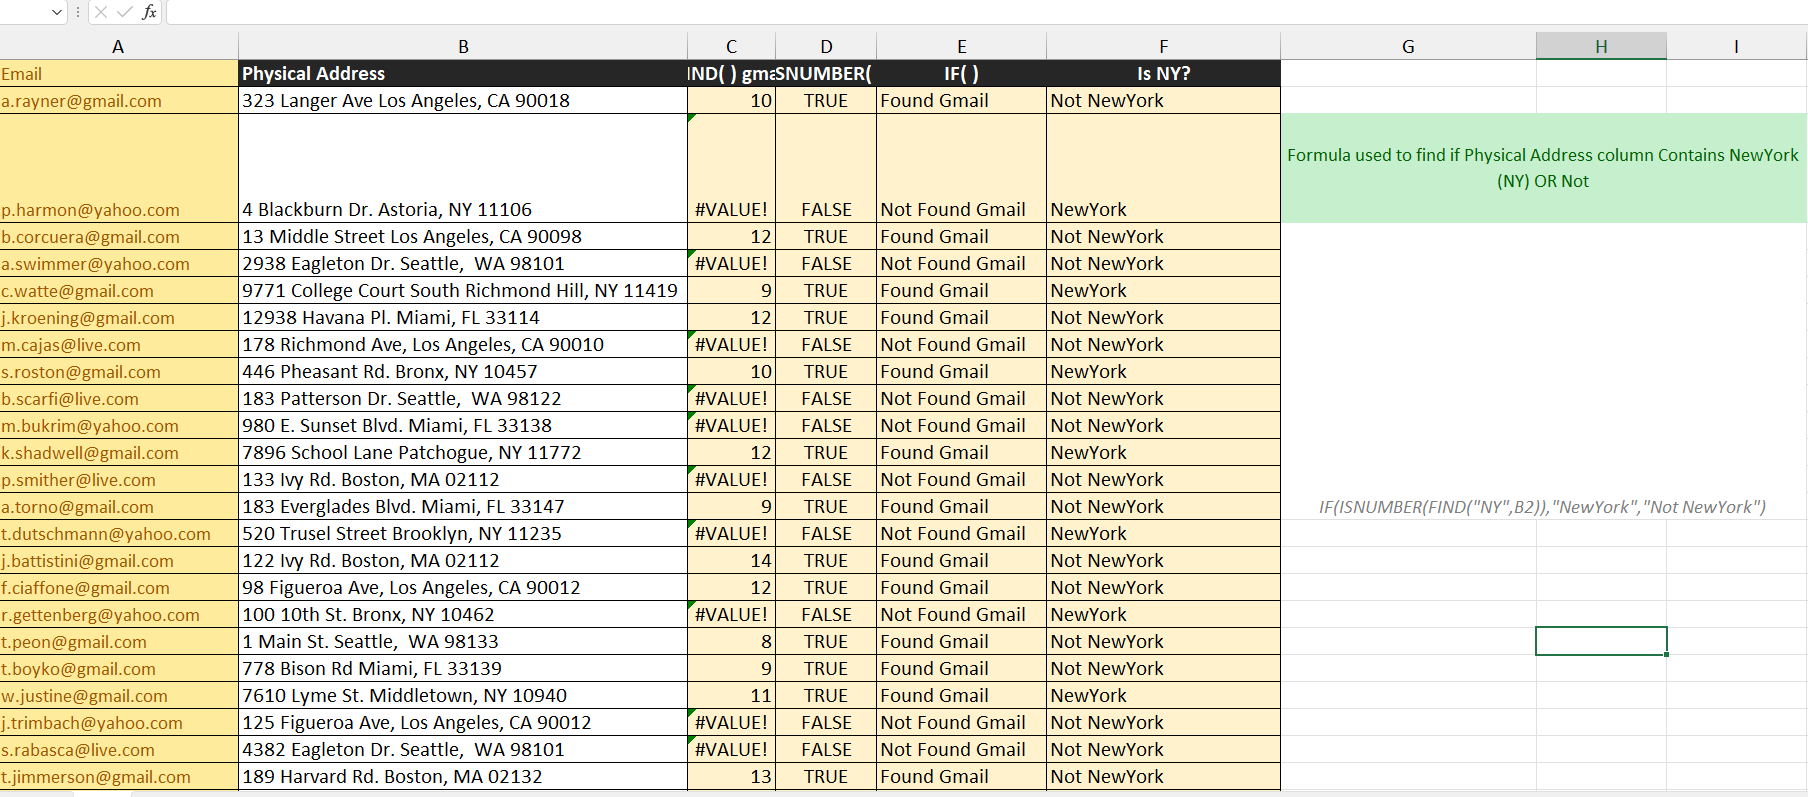 fx
A B C D E F G H I
Email Physical Address IND( ) gma SNUMBER( IF( ) Is NY?
a.rayner@gmail.com 323 Langer Ave Los Angeles, CA 90018 10 TRUE Found Gmail Not NewYork
Formula used to find if Physical Address column Contains NewYork
(NY) OR Not
p.harmon@yahoo.com 4 Blackburn Dr. Astoria, NY 11106 #VALUE! FALSE Not Found Gmail NewYork
b.corcuera@gmail.com 13 Middle Street Los Angeles, CA 90098 12 TRUE Found Gmail Not NewYork
a.swimmer@yahoo.com 2938 Eagleton Dr. Seattle,  WA 98101 #VALUE! FALSE Not Found Gmail Not NewYork
c.watte@gmail.com 9771 College Court South Richmond Hill, NY 11419 9 TRUE Found Gmail NewYork
j.kroening@gmail.com 12938 Havana Pl. Miami, FL 33114 12 TRUE Found Gmail Not NewYork
m.cajas@live.com 178 Richmond Ave, Los Angeles, CA 90010 #VALUE! FALSE Not Found Gmail Not NewYork
s.roston@gmail.com 446 Pheasant Rd. Bronx, NY 10457 10 TRUE Found Gmail NewYork
b.scarfi@live.com 183 Patterson Dr. Seattle,  WA 98122 #VALUE! FALSE Not Found Gmail Not NewYork
m.bukrim@yahoo.com 980 E. Sunset Blvd. Miami, FL 33138 #VALUE! FALSE Not Found Gmail Not NewYork
k.shadwell@gmail.com 7896 School Lane Patchogue, NY 11772 12 TRUE Found Gmail NewYork
p.smither@live.com 133 Ivy Rd. Boston, MA 02112 #VALUE! FALSE Not Found Gmail Not NewYork
a.torno@gmail.com 183 Everglades Blvd. Miami, FL 33147 9 TRUE Found Gmail Not NewYork IF(ISNUMBER(FIND("NY",B2)),"NewYork","Not NewYork")
t.dutschmann@yahoo.com 520 Trusel Street Brooklyn, NY 11235 #VALUE! FALSE Not Found Gmail NewYork
j.battistini@gmail.com 122 Ivy Rd. Boston, MA 02112 14 TRUE Found Gmail Not NewYork
f.ciaffone@gmail.com 98 Figueroa Ave, Los Angeles, CA 90012 12 TRUE Found Gmail Not NewYork
r.gettenberg@yahoo.com 100 10th St. Bronx, NY 10462 #VALUE! FALSE Not Found Gmail NewYork
t.peon@gmail.com 1 Main St. Seattle,  WA 98133 8 TRUE Found Gmail Not NewYork
t.boyko@gmail.com 778 Bison Rd Miami, FL 33139 9 TRUE Found Gmail Not NewYork
w.justine@gmail.com 7610 Lyme St. Middletown, NY 10940 11 TRUE Found Gmail NewYork
j.trimbach@yahoo.com 125 Figueroa Ave, Los Angeles, CA 90012 #VALUE! FALSE Not Found Gmail Not NewYork
s.rabasca@live.com 4382 Eagleton Dr. Seattle,  WA 98101 #VALUE! FALSE Not Found Gmail Not NewYork
t.jimmerson@gmail.com 189 Harvard Rd. Boston, MA 02132 13 TRUE Found Gmail Not NewYork